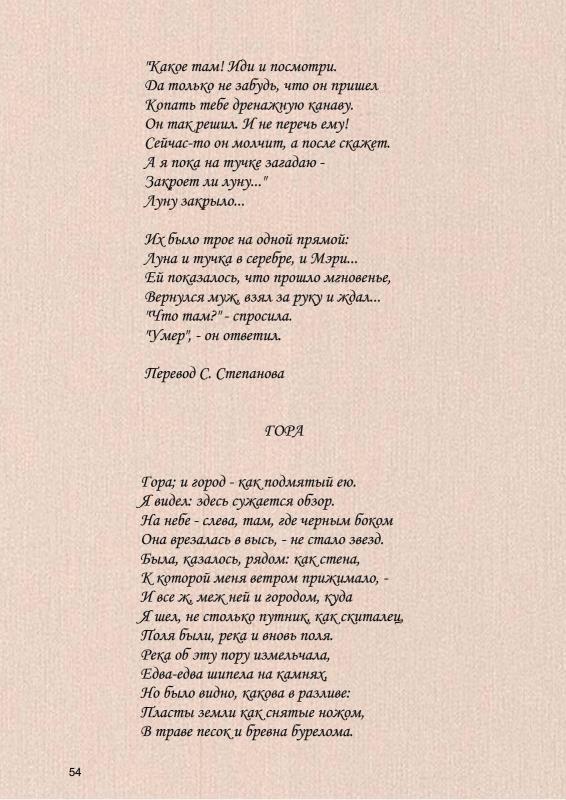 "Какое там! Иди и посмотри.
Да только не забудь, что он пришел
Копать тебе дренажную канаву.
Он так решил. И не перечь ему!
Сейчас-то он молчит, а после скажет.
А я пока на тучке загадаю -
Закроет ли луну..."
Луну закрыло...
Их было трое на одной прямой:
Луна и тучка в серебре, и Мэри...
Ей показалось, что прошло мгновенье,
Вернулся муж, взял за руку и ждал...
"Что там?" - спросила.
"Умер", - он ответил.
Перевод С. Степанова
ГОРА
Гора; и город - как подмятый ею.
Я видел: здесь сужается обзор.
На небе - слева, там, где черным боком
Она врезалась в высь, - не стало звезд.
Была, казалось, рядом: как стена,
К которой меня ветром прижимало, -
И все ж, меж ней и городом, куда
Я шел, не столько путник, как скиталец,
Поля были, река и вновь поля.
Река об эту пору измельчала,
Едва-едва шипела на камнях,
Но было видно, какова в разливе:
Пласты земли как снятые ножом,
В траве песок и бревна бурелома.
54